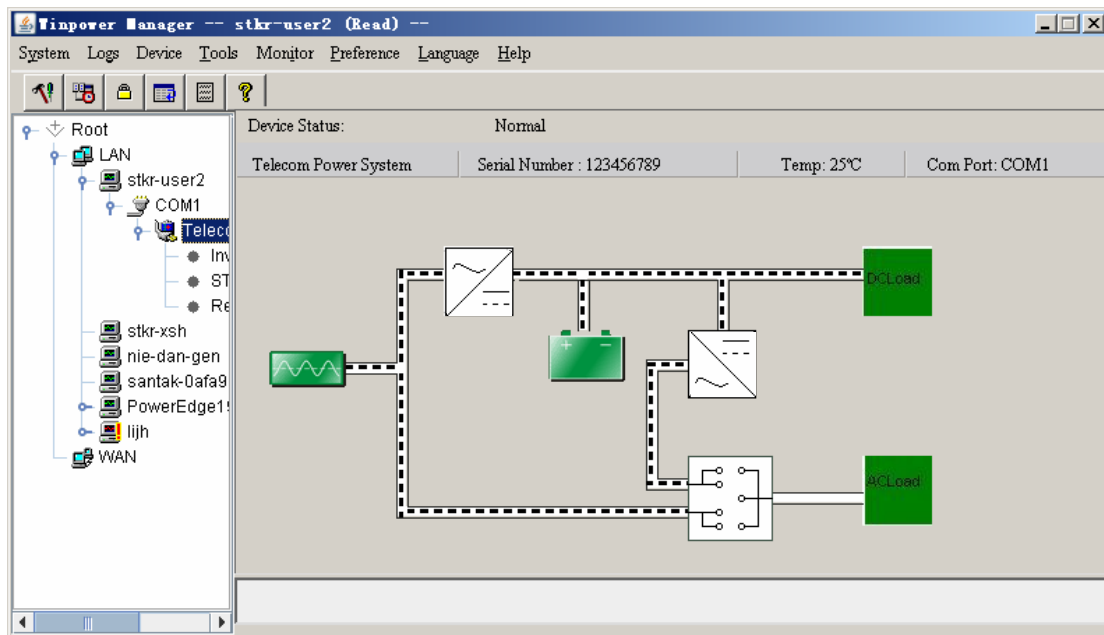 Winpower Manager -- stkr-user2 (Read) --
System Logs Device Tools Monitor Preference Language Help
Root
LAN
stkr-user2
COM1
Teleco
Inv
ST
Re
stkr-xsh
nie-dan-gen
santak-0afa9
PowerEdge19
lijh
WAN
Device Status: Normal
Telecom Power System Serial Number : 123456789 Temp: 25℃ Com Port: COM1
DCLoad
+ -
ACLoad